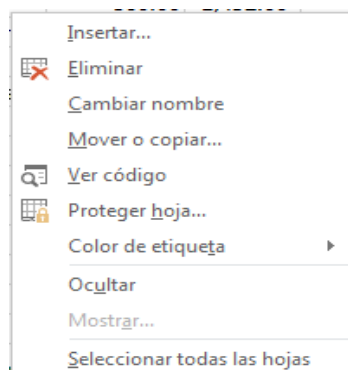 Insertar...
Eliminar
Cambiar nombre
Mover o copiar...
Ver código
Proteger hoja...
Color de etiqueta
Ocultar
Mostrar...
Seleccionar todas las hojas